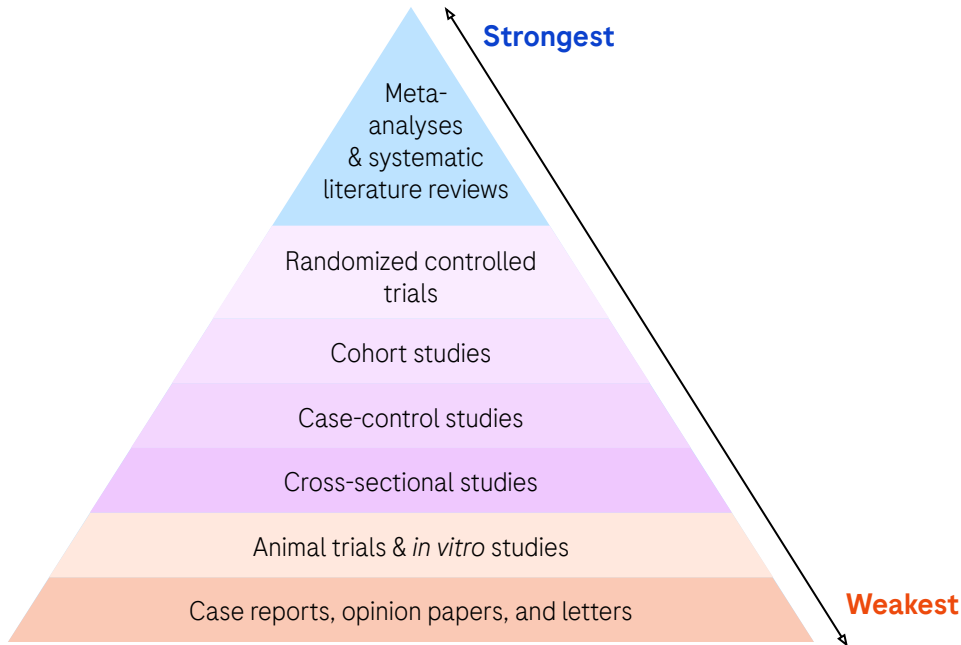 Strongest
Meta-
analyses
& systematic
literature reviews
Randomized controlled
trials
Cohort studies
Case-control studies
Cross-sectional studies
Animal trials & in vitro studies
Case reports, opinion papers, and letters
Weakest